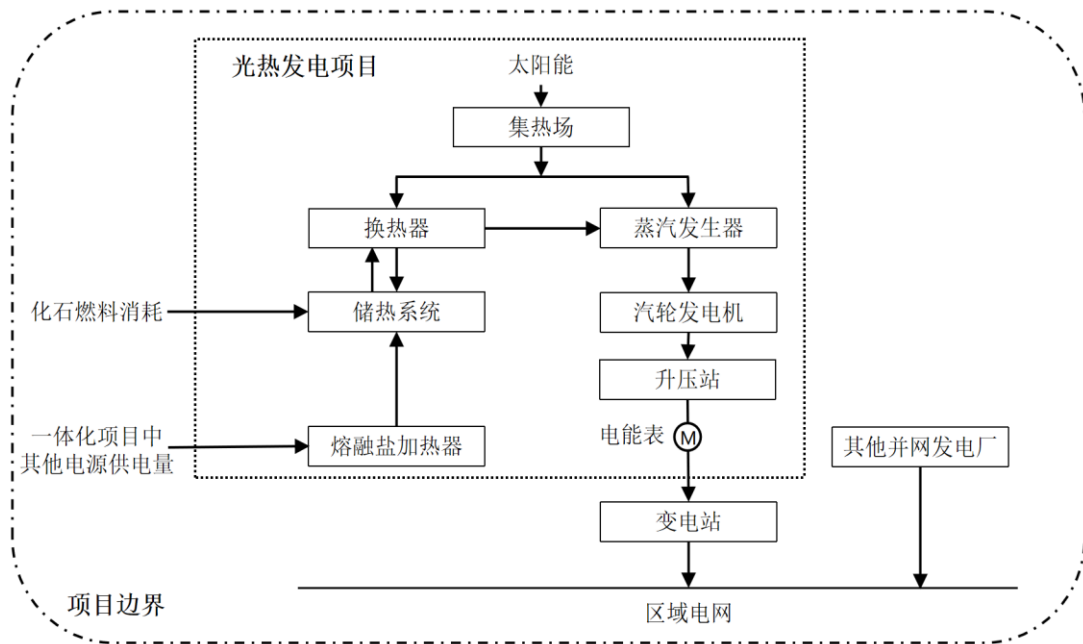 光热发电项目
太阳能
集热场
换热器
蒸汽发生器
化石燃料消耗
储热系统
汽轮发电机
升压站
一体化项目中
其他电源供电量
熔融盐加热器
电能表
M
其他并网发电厂
变电站
项目边界
区域电网